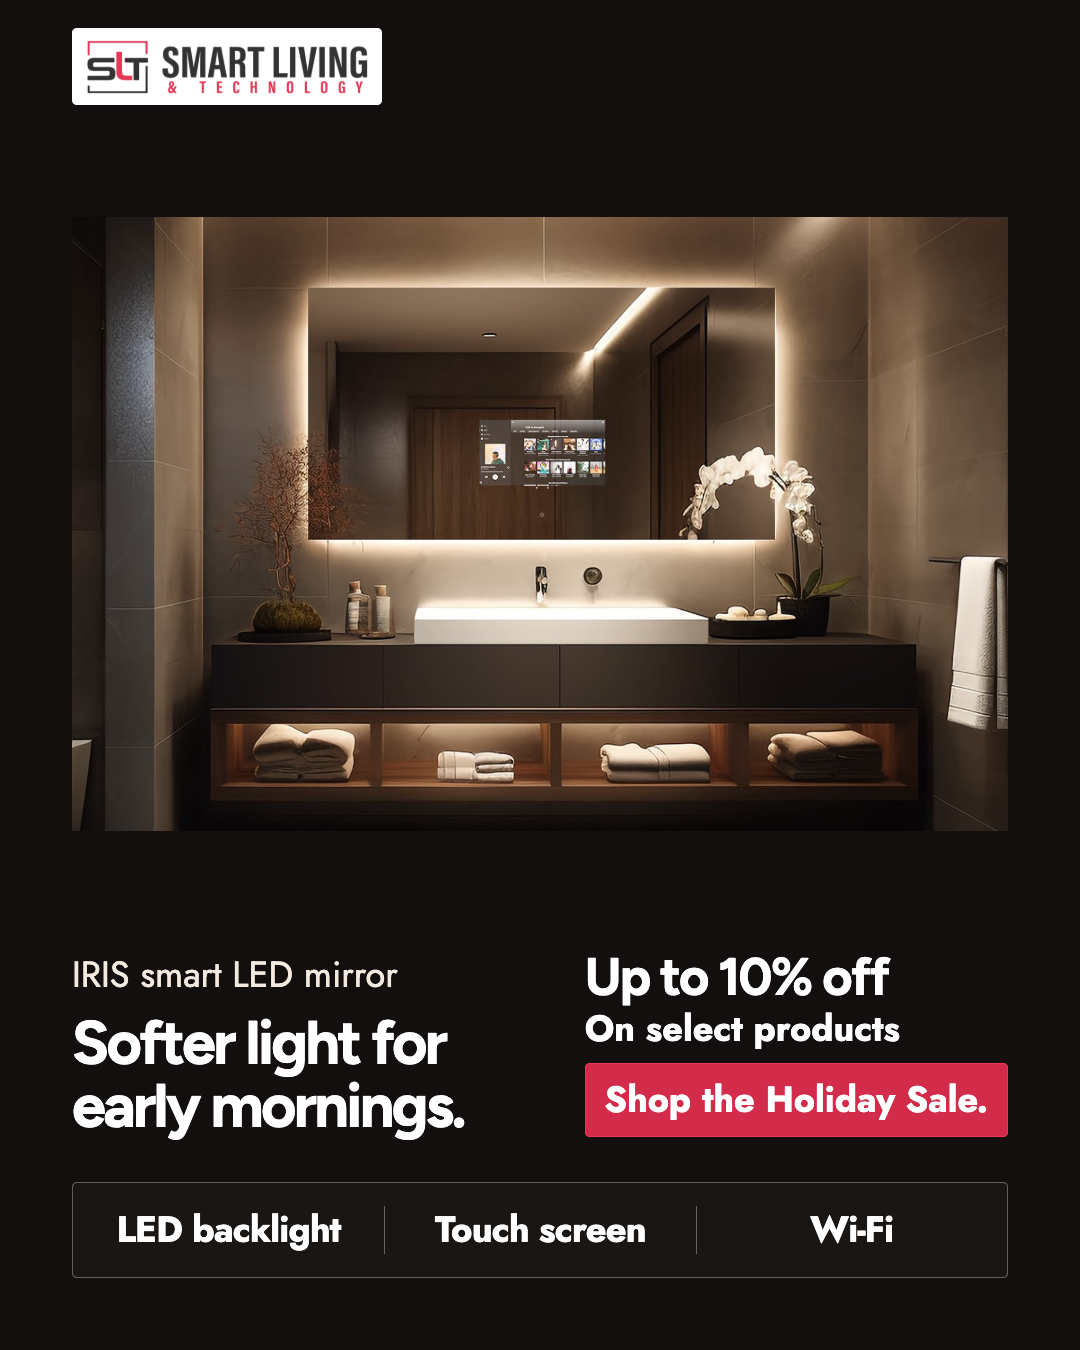 SLT SMART LIVING
& TECHNOLOGY
IRIS smart LED mirror
Softer light for
early mornings.
Up to 10% off
On select products
Shop the Holiday Sale.
LED backlight
Touch screen
Wi-Fi